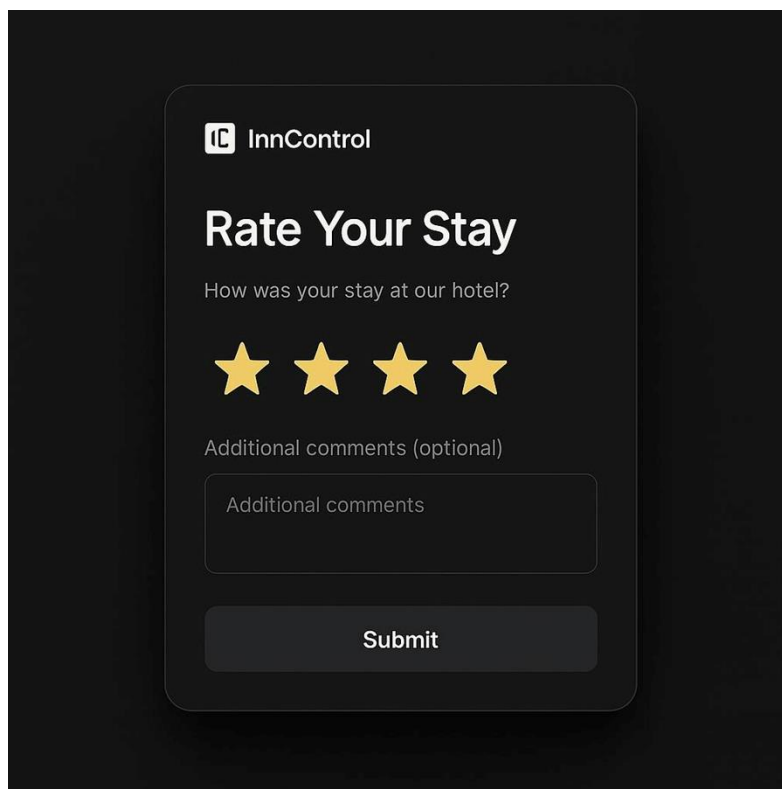 IC InnControl
Rate Your Stay
How was your stay at our hotel?
Additional comments (optional)
Additional comments
Submit